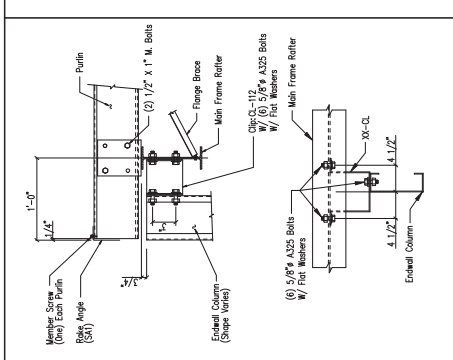 Purlin
(2) 1/2" X 1" M. Bolts
Flange Brace
Main Frame Rafter
Clip: CL-112
W/ (6) 5/8"ø A325 Bolts
W/ Flat Washers
1'-0"
1/4"
3"
3/4"
Member Screw
(One) Each Purlin
Rake Angle
(SA1)
Endwall Column
(Shape Varies)
Main Frame Rafter
XX-CL
4 1/2"
4 1/2"
(6) 5/8"ø A325 Bolts
W/ Flat Washers
Endwall Column